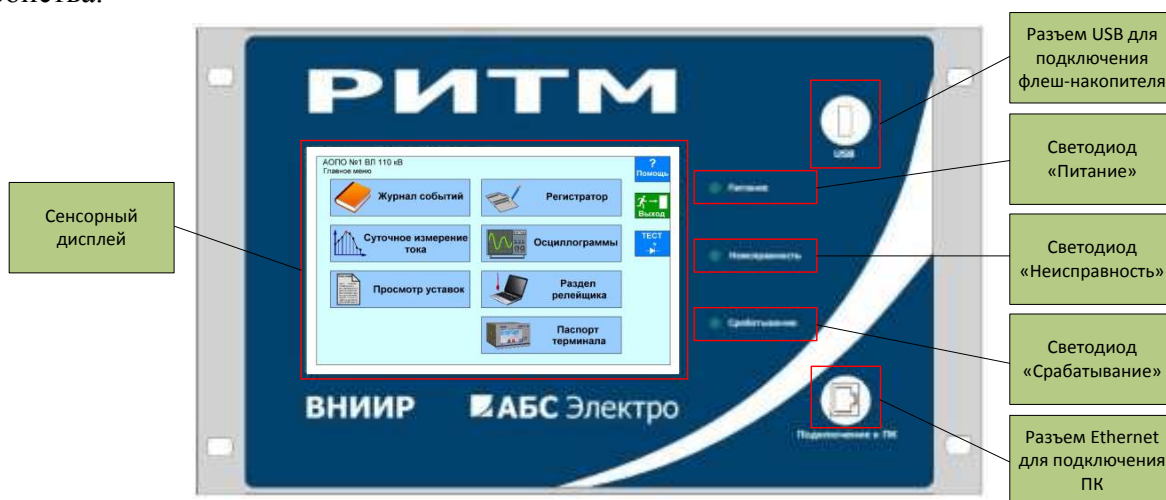 Разъем USB для
подключения
флеш-накопителя
РИТМ
USB
Светодиод
«Питание»
АОПО №1 ВЛ 110 кВ
Главное меню
?
Помощь
Журнал событий
Регистратор
Питание
Выход
Сенсорный
дисплей
Суточное измерение
тока
Осциллограммы
ТЕСТ
Неисправность
Светодиод
«Неисправность»
Просмотр уставок
Раздел
релейщика
Срабатывание
Паспорт
терминала
Светодиод
«Срабатывание»
ВНИИР
АБС Электро
Подключение к ПК
Разъем Ethernet
для подключения
ПК